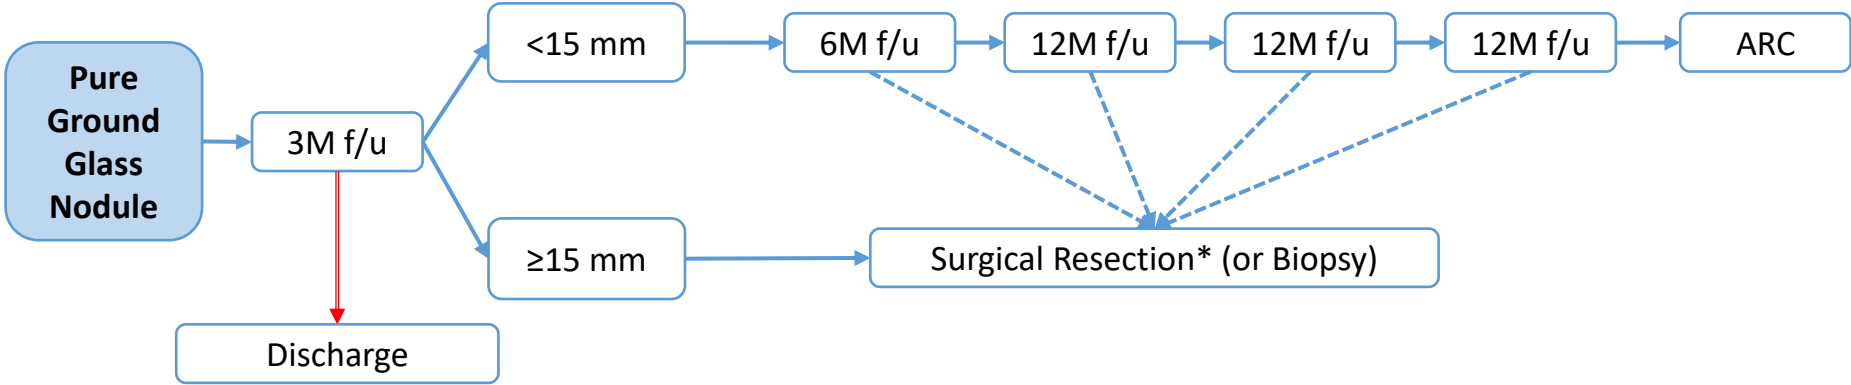 Pure
Ground
Glass
Nodule
3M f/u
<15 mm
6M f/u
12M f/u
12M f/u
12M f/u
ARC
≥15 mm
Surgical Resection* (or Biopsy)
Discharge